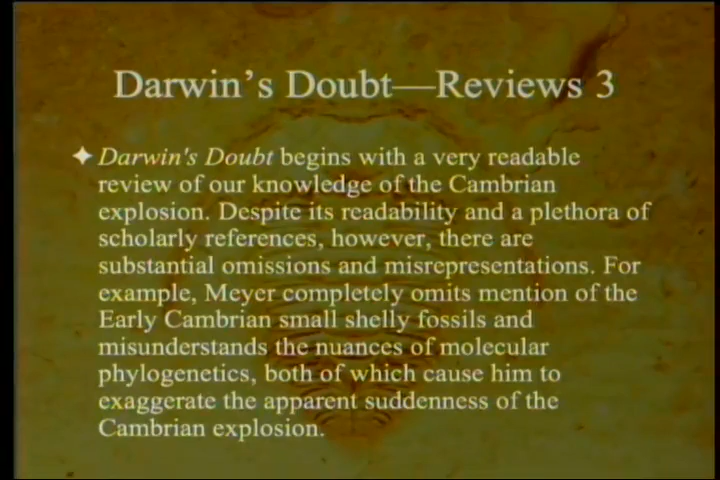 Darwin's Doubt—Reviews 3
Darwin's Doubt begins with a very readable
review of our knowledge of the Cambrian
explosion. Despite its readability and a plethora of
scholarly references, however, there are
substantial omissions and misrepresentations. For
example, Meyer completely omits mention of the
Early Cambrian small shelly fossils and
misunderstands the nuances of molecular
phylogenetics, both of which cause him to
exaggerate the apparent suddenness of the
Cambrian explosion.